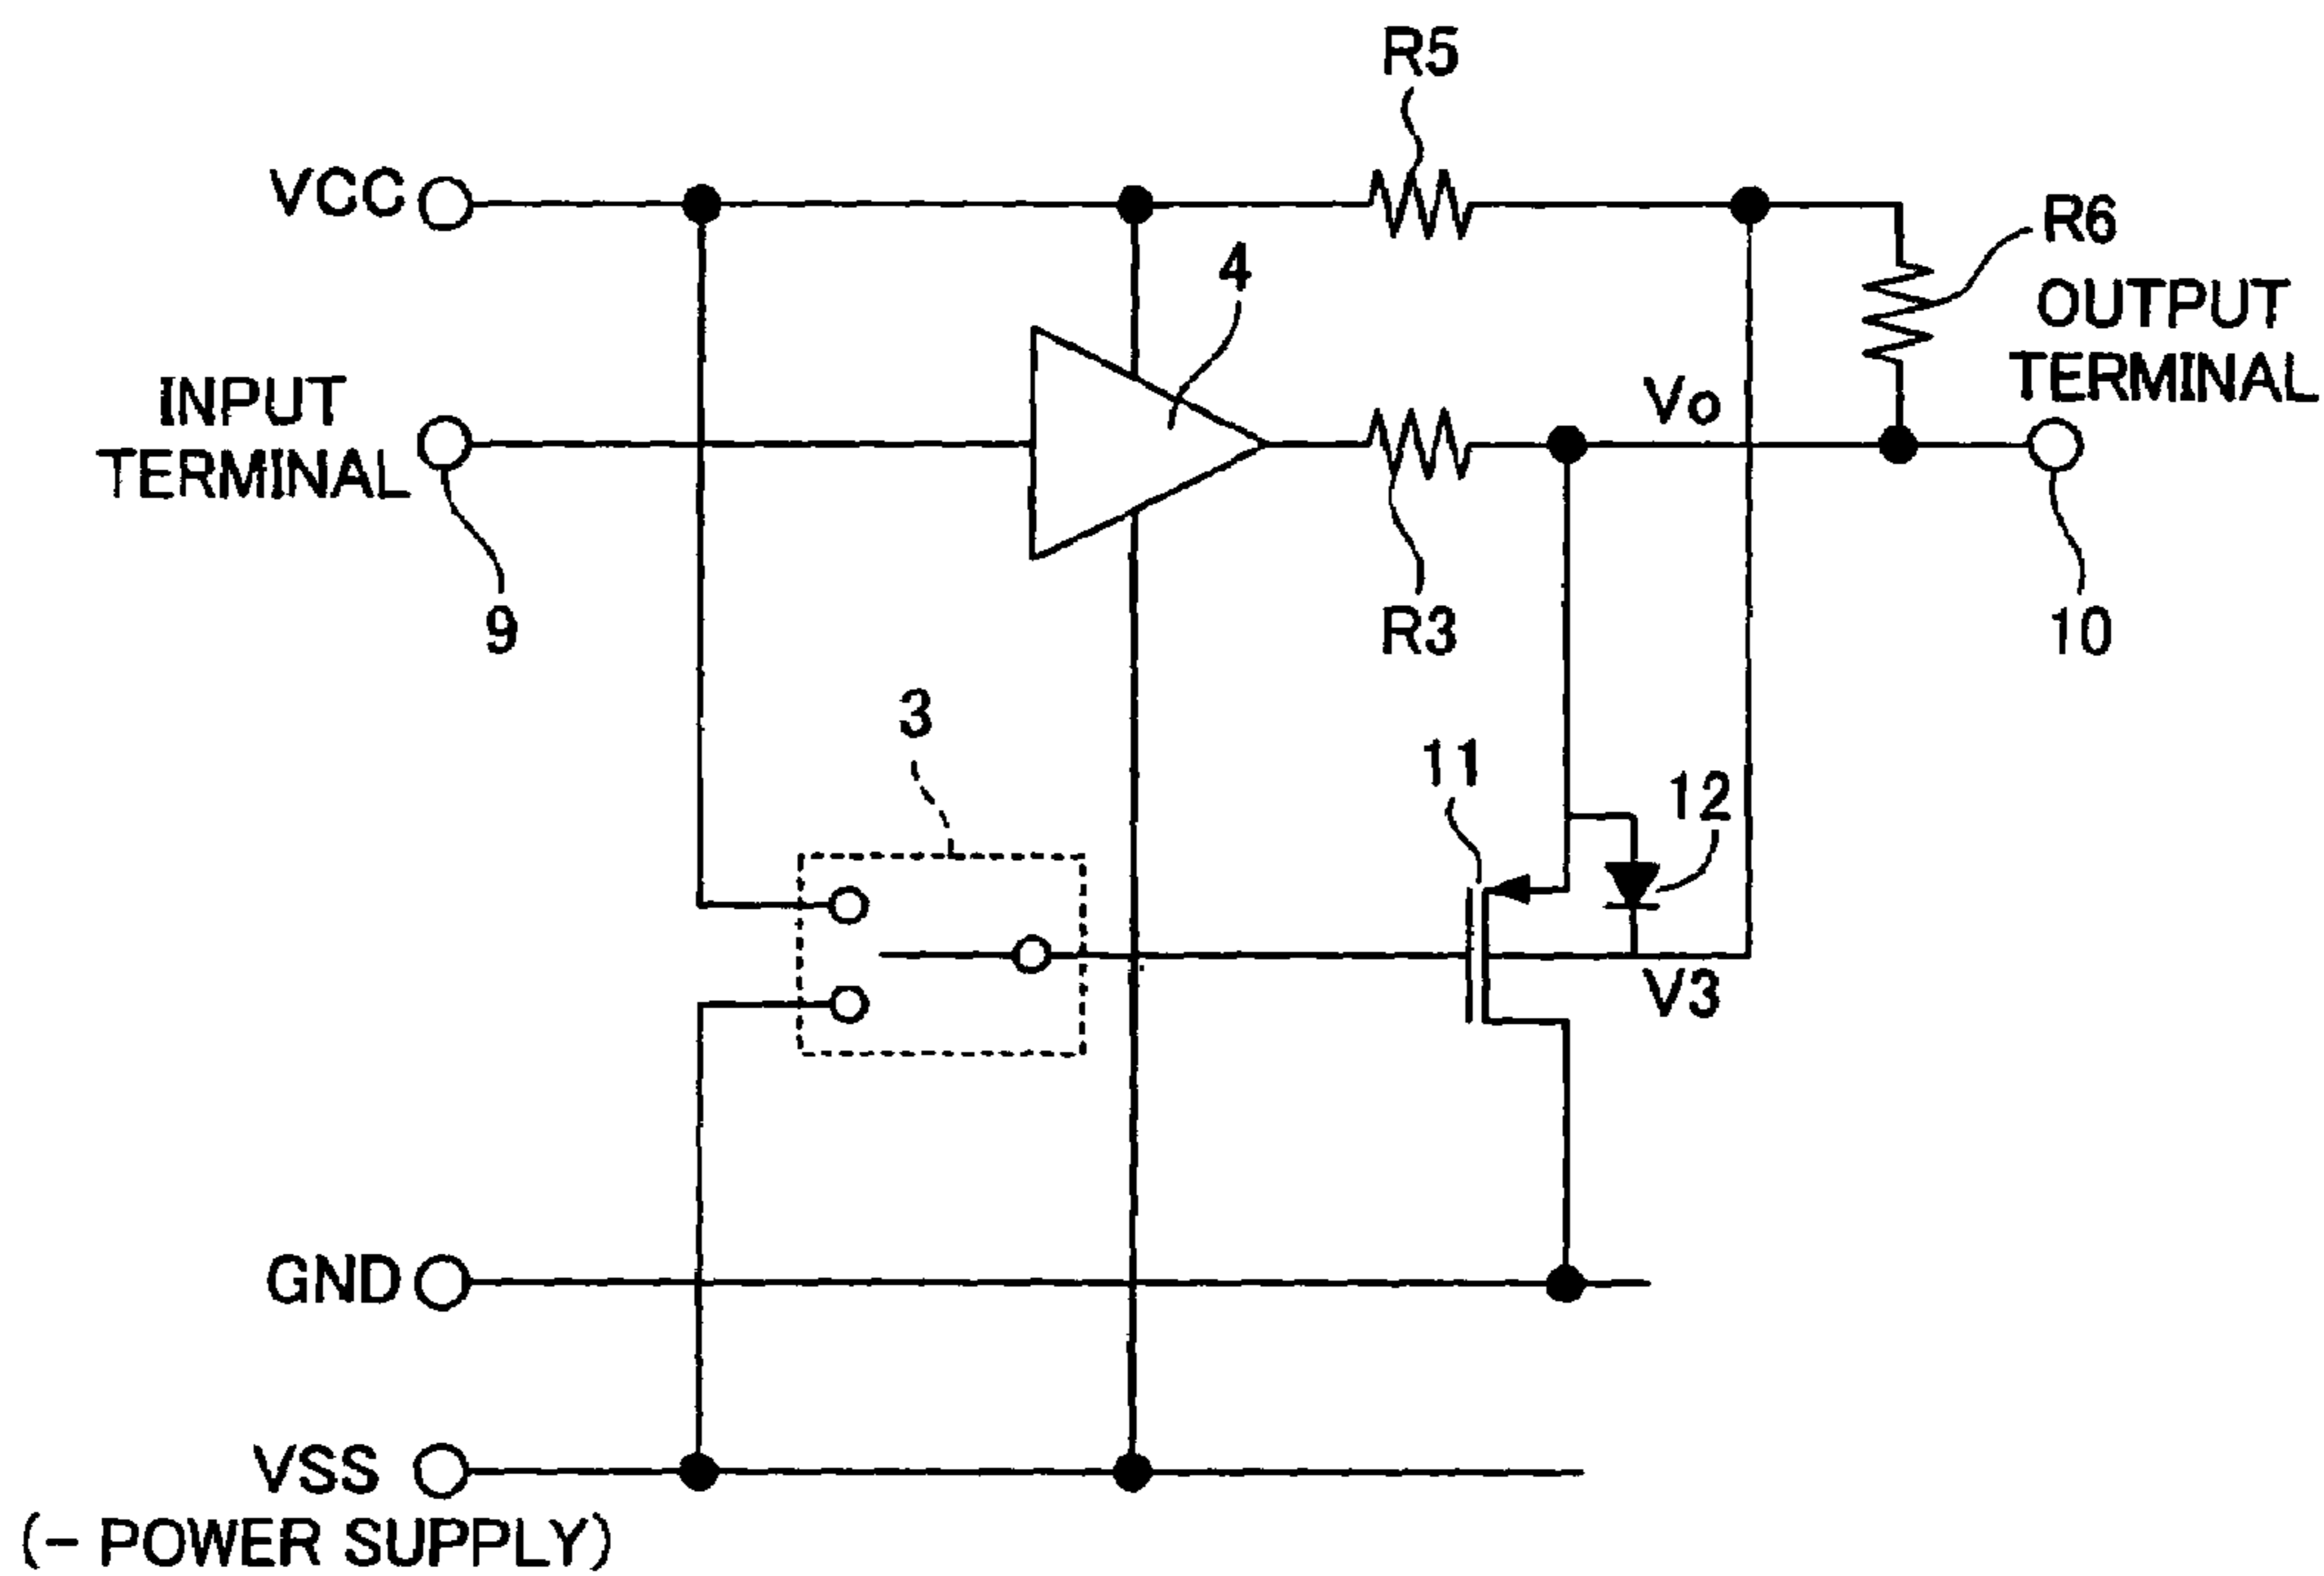 R5
VCC
R6
4
OUTPUT
TERMINAL
INPUT
TERMINAL
Vo
9
R3
10
3
11
12
V3
GND
VSS
(- POWER SUPPLY)